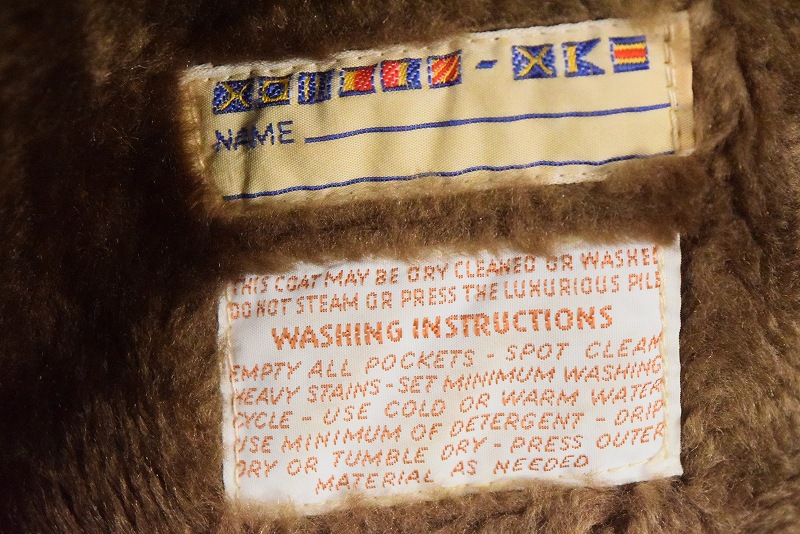 NAME
THIS COAT MAY BE DRY CLEANED OR WASHED
DO NOT STEAM OR PRESS THE LUXURIOUS PILE
WASHING INSTRUCTIONS
EMPTY ALL POCKETS - SPOT CLEAN
HEAVY STAINS - SET MINIMUM WASHING
CYCLE USE COLD OR WARM WATER
USE MINIMUM OF DETERGENT - DRIP
DRY OR TUMBLE DRY - PRESS OUTER
MATERIAL AS NEEDED